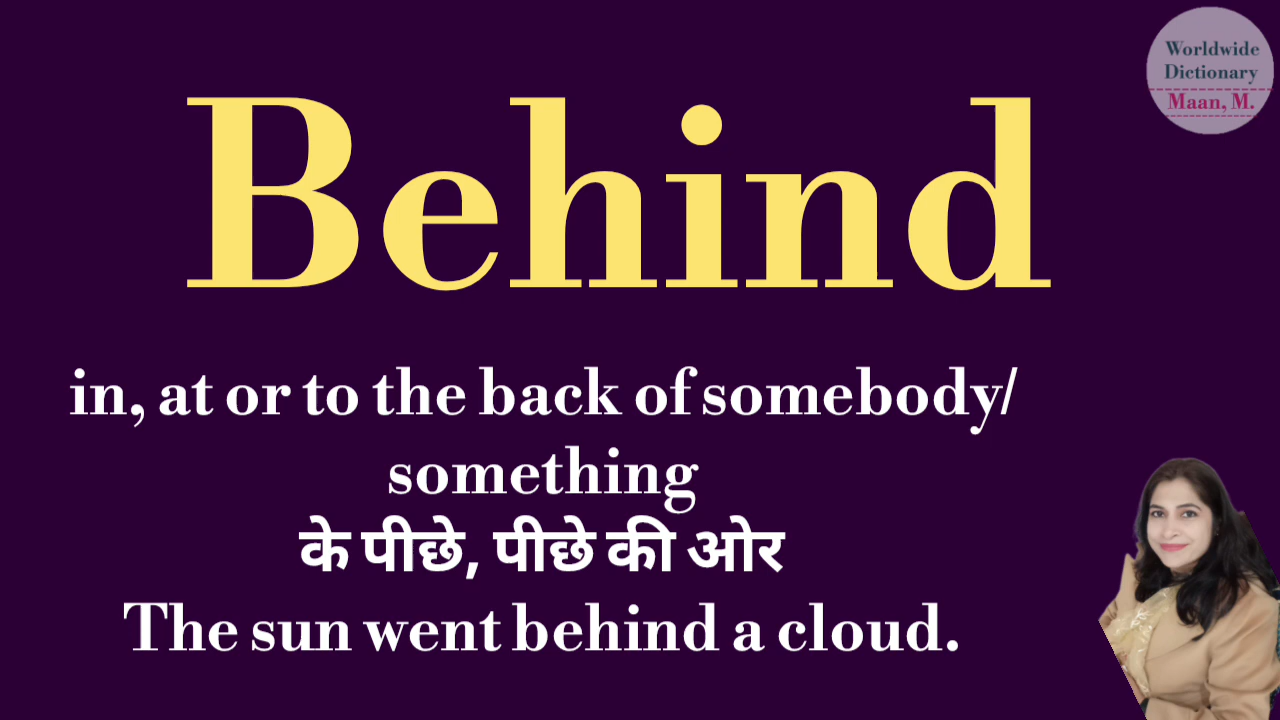 Worldwide
Dictionary
Maan, M.
Behind
in, at or to the back of somebody/
something
के पीछे, पीछे की ओर
The sun went behind a cloud.